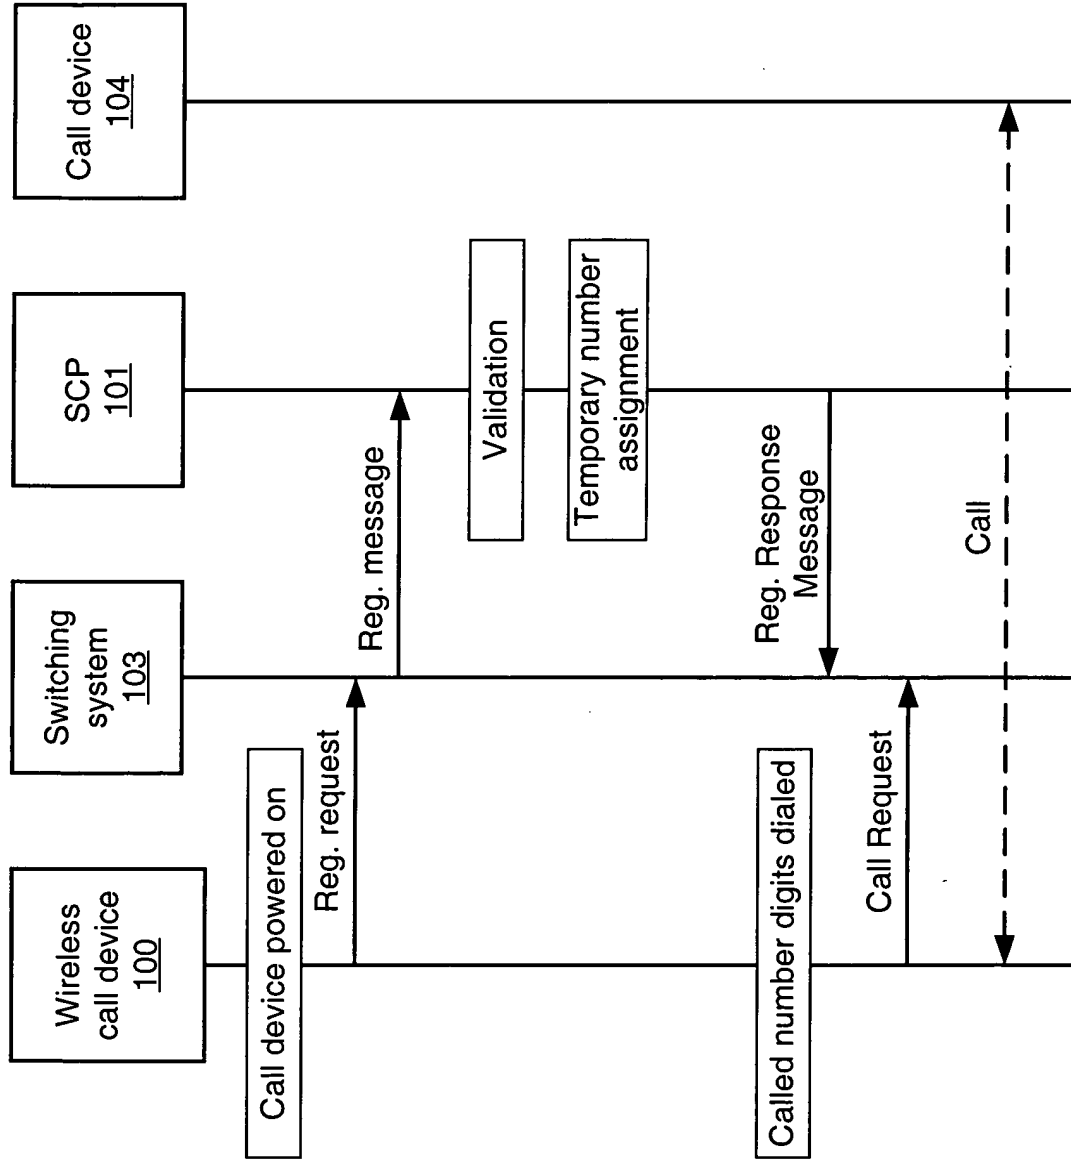 Wireless
call device
100
Switching
system
103
SCP
101
Call device
104
Call device powered on
Reg. request
Reg. message
Validation
Temporary number
assignment
Reg. Response
Message
Called number digits dialed
Call Request
Call